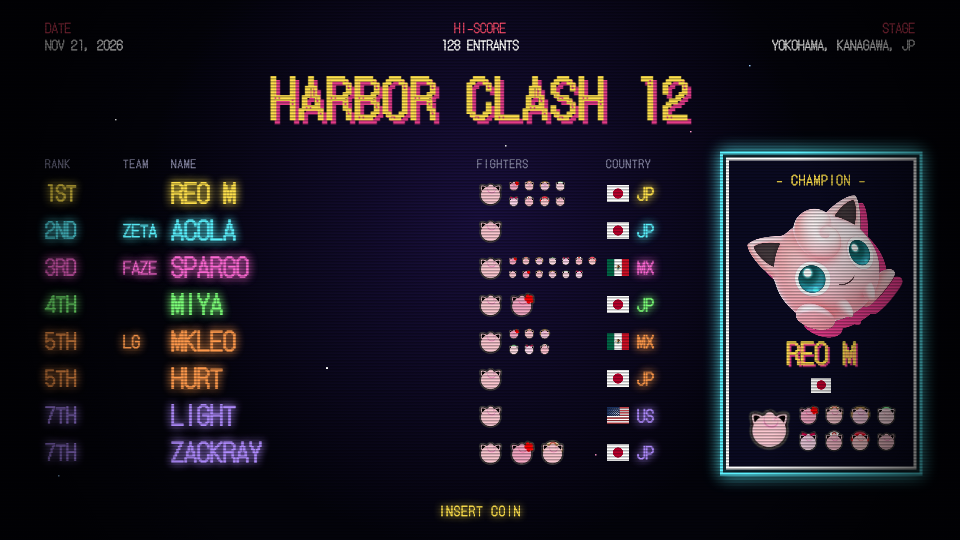 DATE
NOV 21, 2026
HI-SCORE
128 ENTRANTS
STAGE
YOKOHAMA, KANAGAWA, JP
HARBOR CLASH 12
RANK TEAM NAME FIGHTERS COUNTRY
1ST REO M JP
2ND ZETA ACOLA JP
3RD FAZE SPARGO MX
4TH MIYA JP
5TH LG MKLEO MX
5TH HURT JP
7TH LIGHT US
7TH ZACKRAY JP
- CHAMPION -
REO M
INSERT COIN